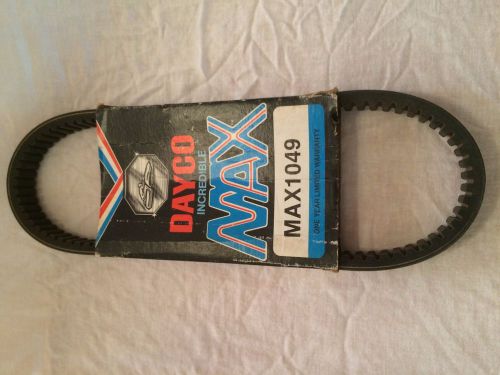 DAYCO
INCREDIBLE
MAX
MAX1049
ONE YEAR LIMITED WARRANTY